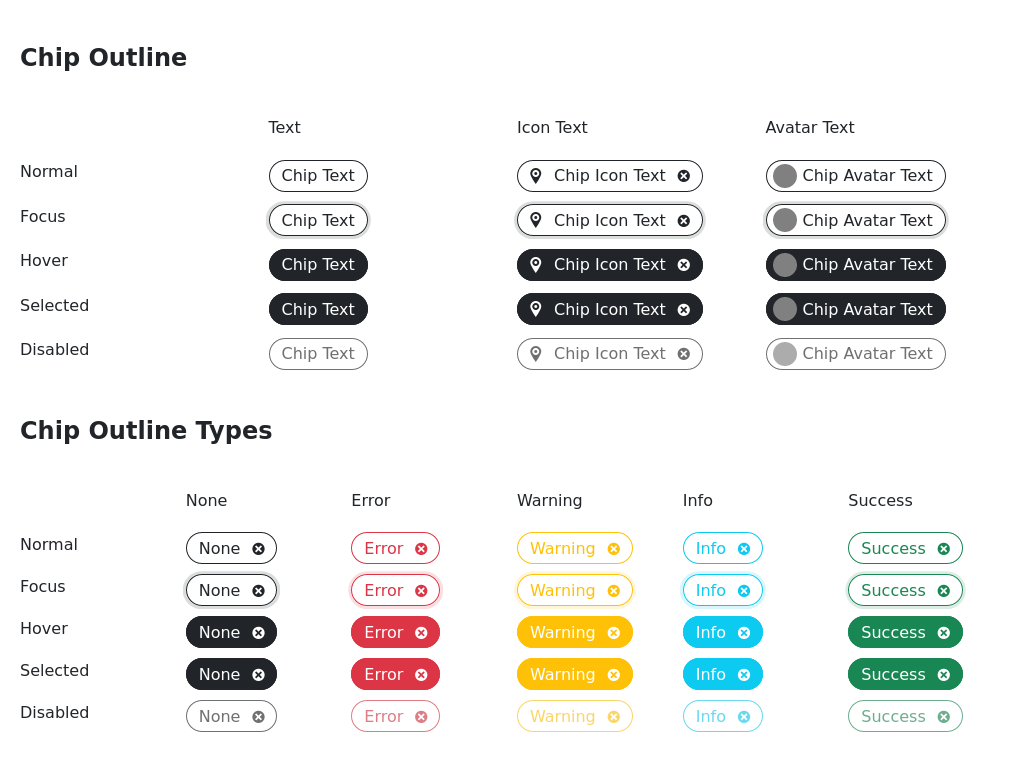 Chip Outline
Text Icon Text Avatar Text
Normal Chip Text Chip Icon Text Chip Avatar Text
Focus Chip Text Chip Icon Text Chip Avatar Text
Hover Chip Text Chip Icon Text Chip Avatar Text
Selected Chip Text Chip Icon Text Chip Avatar Text
Disabled Chip Text Chip Icon Text Chip Avatar Text
Chip Outline Types
None Error Warning Info Success
Normal None Error Warning Info Success
Focus None Error Warning Info Success
Hover None Error Warning Info Success
Selected None Error Warning Info Success
Disabled None Error Warning Info Success